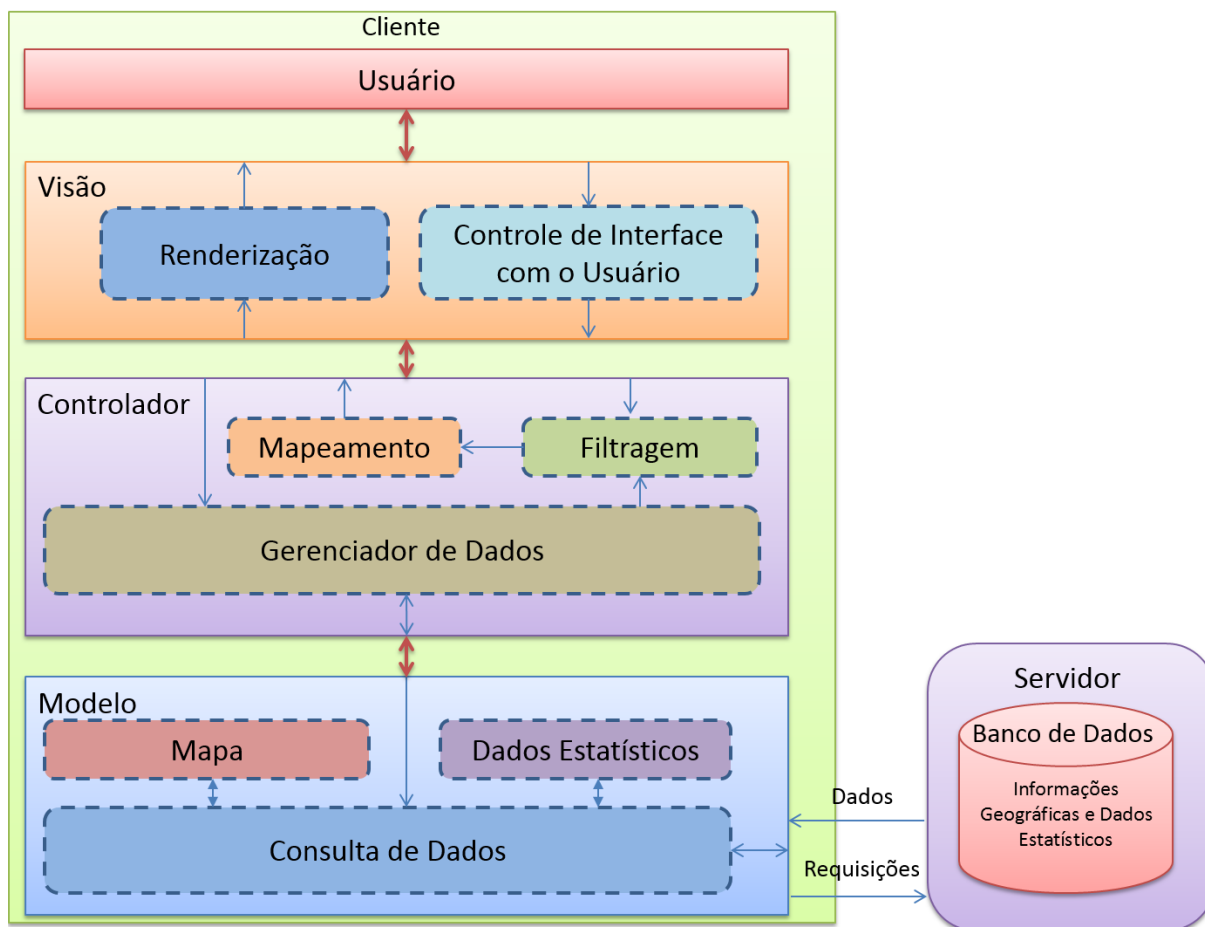 Cliente
Usuário
Visão
Renderização
Controle de Interface
com o Usuário
Controlador
Mapeamento
Filtragem
Gerenciador de Dados
Modelo
Mapa
Dados Estatísticos
Consulta de Dados
Dados
Requisições
Servidor
Banco de Dados
Informações
Geográficas e Dados
Estatísticos